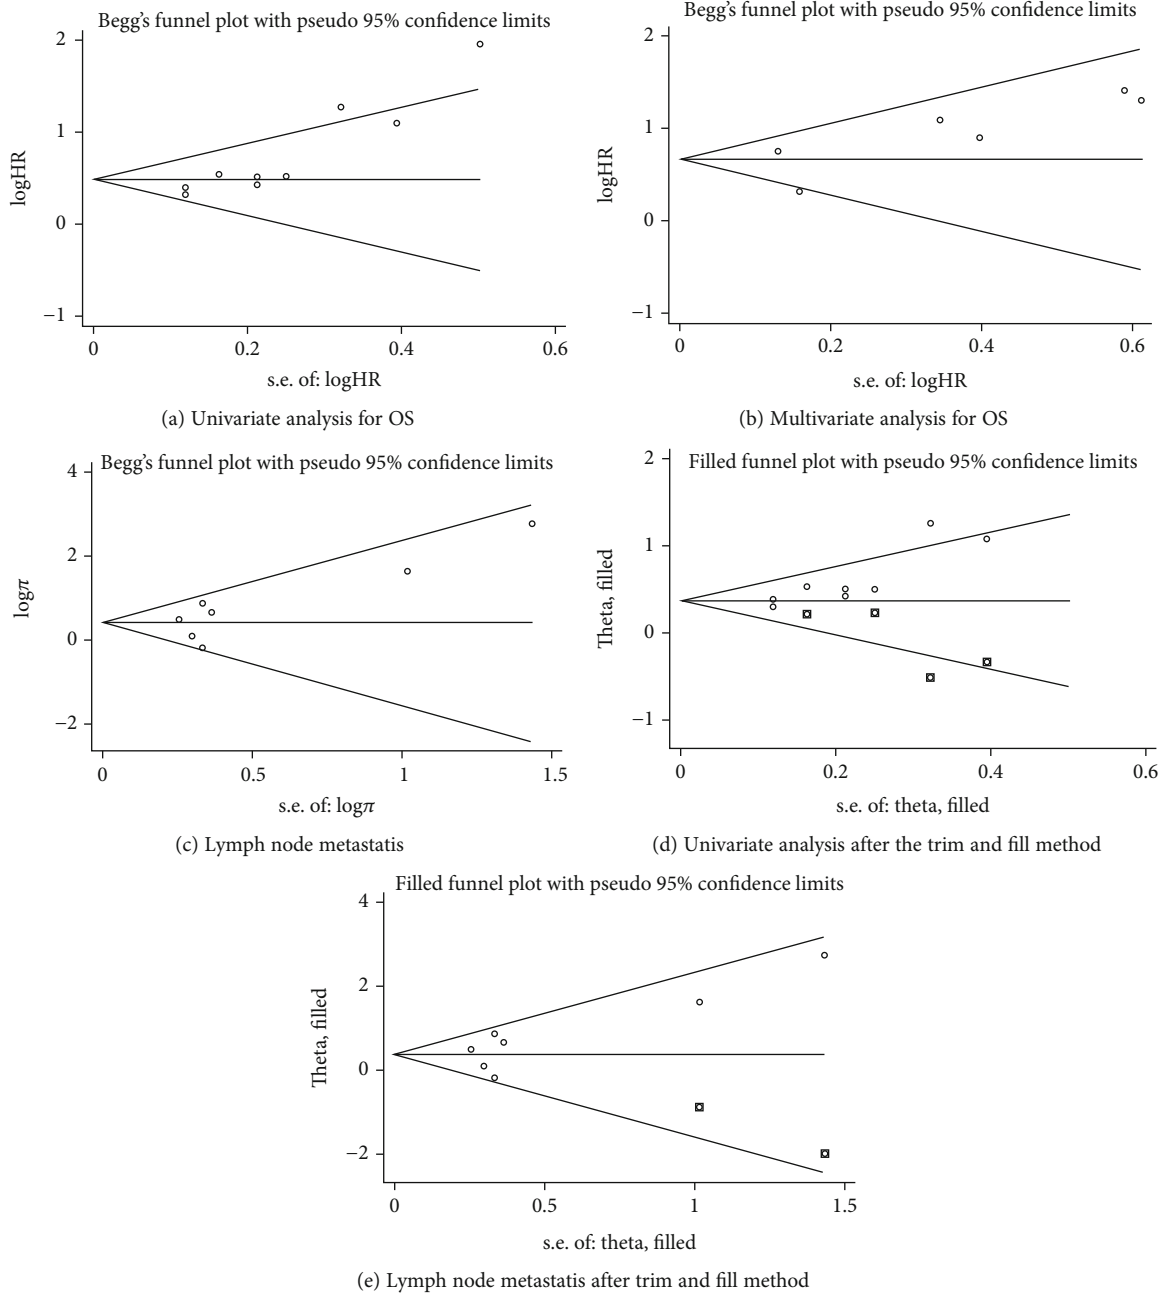 Begg's funnel plot with pseudo 95% confidence limits
2
1
0
−1
logHR
0
0.2
0.4
0.6
s.e. of: logHR
(a) Univariate analysis for OS
Begg's funnel plot with pseudo 95% confidence limits
2
1
0
−1
logHR
0
0.2
0.4
0.6
s.e. of: logHR
(b) Multivariate analysis for OS
Begg's funnel plot with pseudo 95% confidence limits
4
2
0
−2
logπ
0
0.5
1
1.5
s.e. of: logπ
(c) Lymph node metastatis
Filled funnel plot with pseudo 95% confidence limits
2
1
0
−1
Theta, filled
0
0.2
0.4
0.6
s.e. of: theta, filled
(d) Univariate analysis after the trim and fill method
Filled funnel plot with pseudo 95% confidence limits
4
2
0
−2
Theta, filled
0
0.5
1
1.5
s.e. of: theta, filled
(e) Lymph node metastatis after trim and fill method